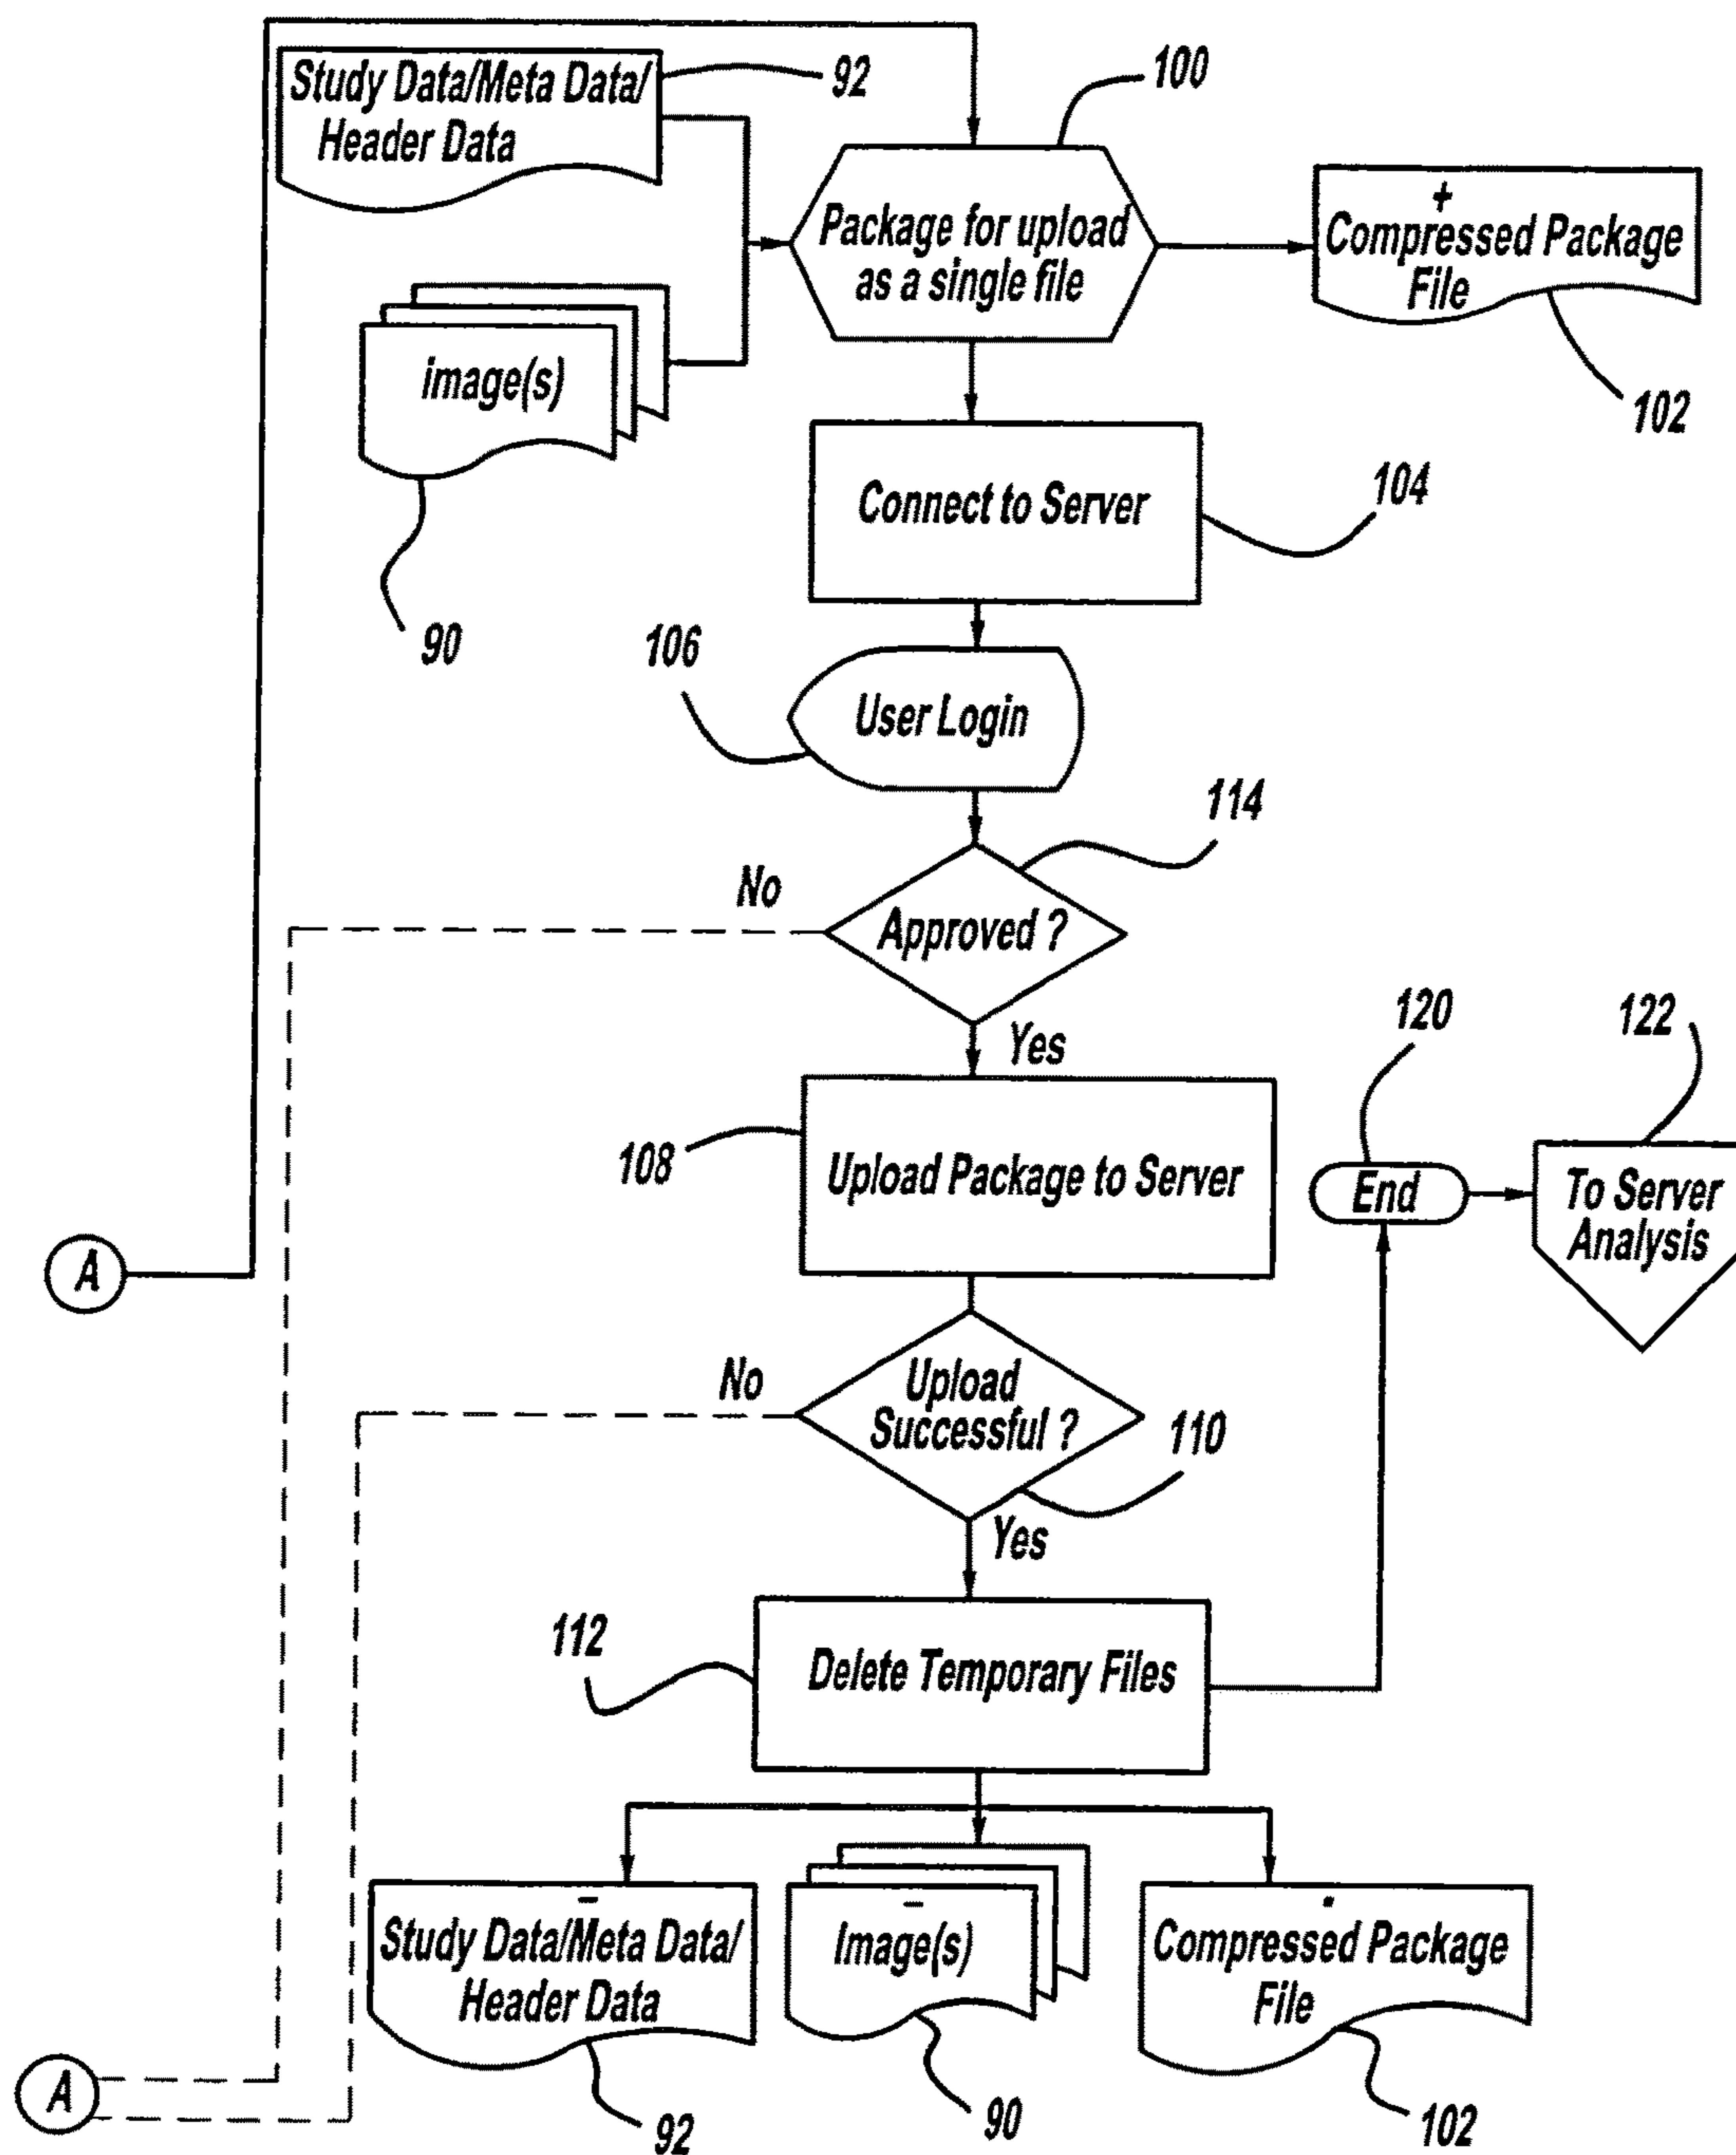 92
100
Study Data/Meta Data/
Header Data
Package for upload
as a single file
+
Compressed Package
File
image(s)
102
90
Connect to Server
104
106
User Login
114
No
Approved ?
Yes
120
122
108
Upload Package to Server
End
To Server
Analysis
A
No
Upload
Successful ?
110
Yes
112
Delete Temporary Files
-
Study Data/Meta Data/
Header Data
-
Image(s)
-
Compressed Package
File
A
92
90
102